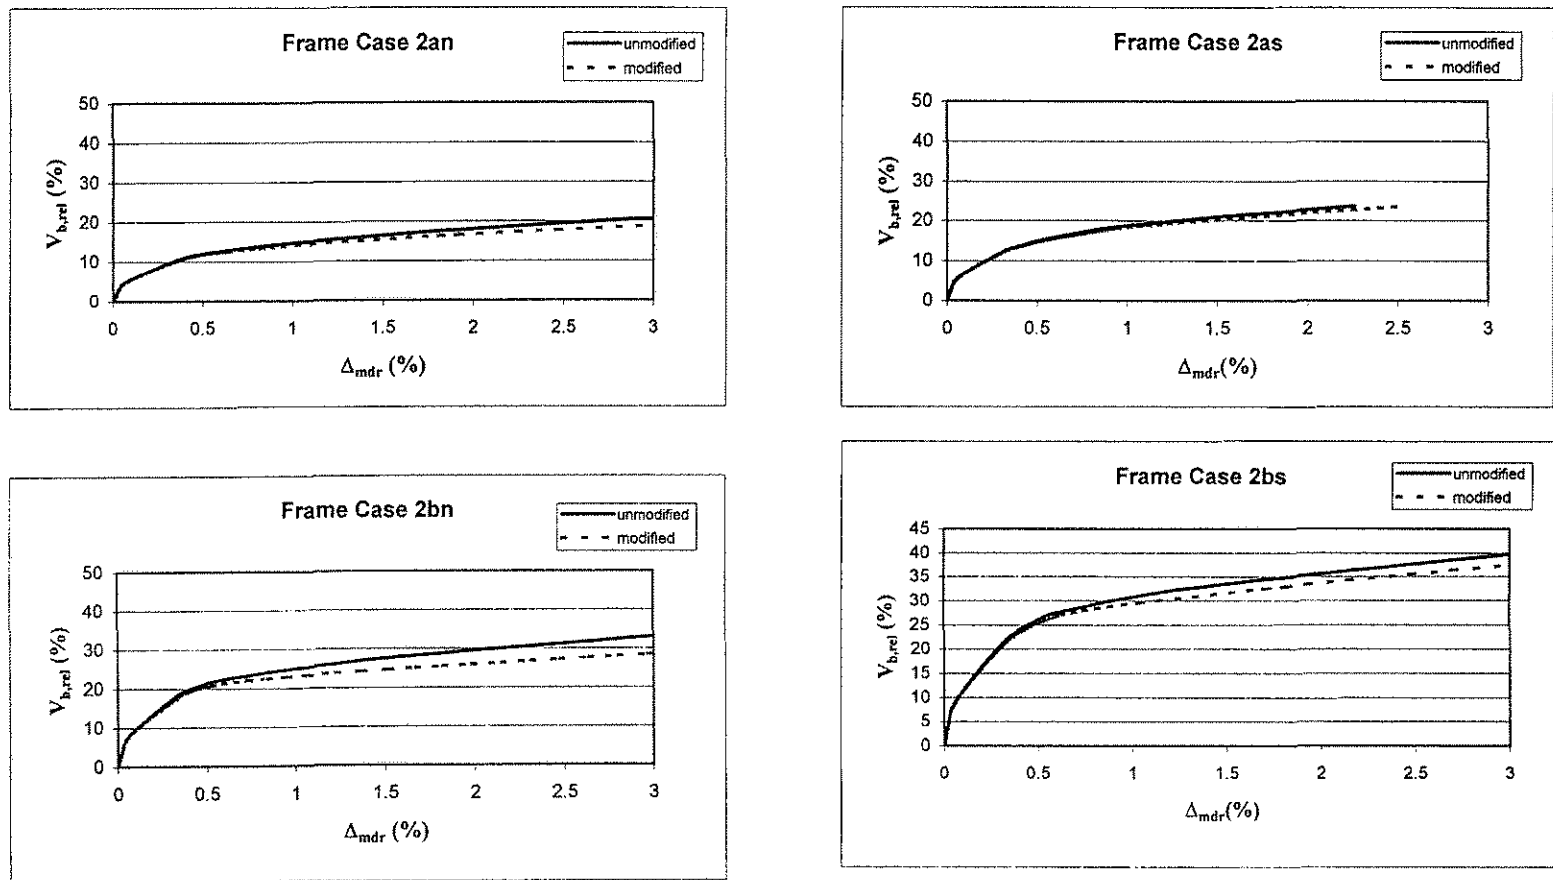 Frame Case 2an
unmodified
modified
50
40
30
20
10
0
V_b,rel (%)
0 0.5 1 1.5 2 2.5 3
Δ_mdr (%)
Frame Case 2as
unmodified
modified
50
40
30
20
10
0
V_b,rel (%)
0 0.5 1 1.5 2 2.5 3
Δ_mdr(%)
Frame Case 2bn
unmodified
modified
50
40
30
20
10
0
V_b,rel (%)
0 0.5 1 1.5 2 2.5 3
Δ_mdr (%)
Frame Case 2bs
unmodified
modified
45
40
35
30
25
20
15
10
5
0
V_b,rel (%)
0 0.5 1 1.5 2 2.5 3
Δ_mdr(%)